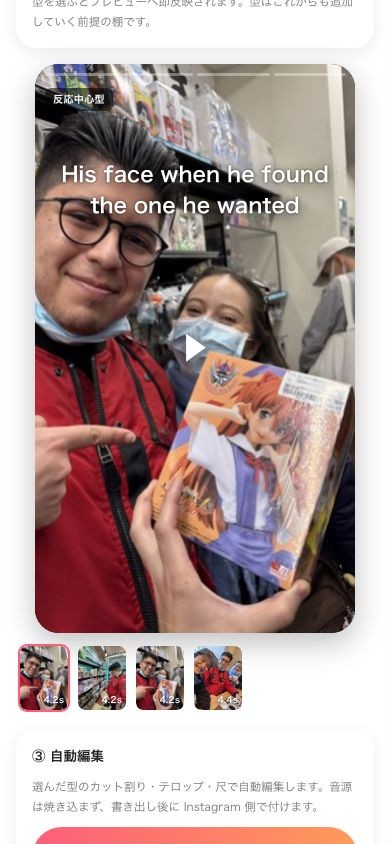 型を選ぶとプレビューへ即反映されます。型はこれからも追加
していく前提の棚です。
反応中心型
His face when he found
the one he wanted
4.2s
4.2s
4.2s
4.4s
③ 自動編集
選んだ型のカット割り・テロップ・尺で自動編集します。音源
は焼き込まず、書き出し後に Instagram 側で付けます。